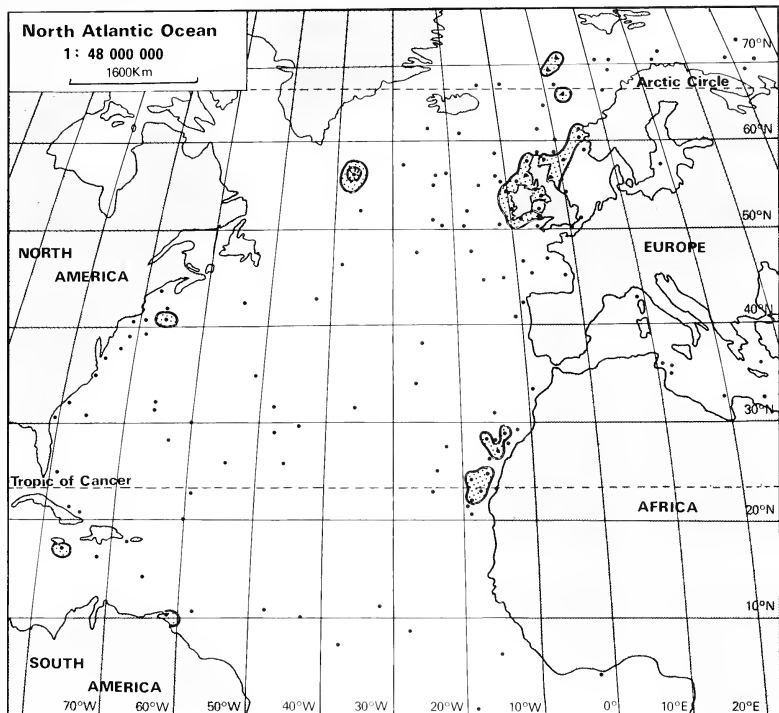 North Atlantic Ocean
1: 48 000 000
1600Km
70°N
Arctic Circle
60°N
50°N
NORTH
AMERICA
EUROPE
40°N
30°N
Tropic of Cancer
20°N
AFRICA
10°N
SOUTH
AMERICA
70°W
60°W
50°W
40°W
30°W
20°W
10°W
0°
10°E
20°E